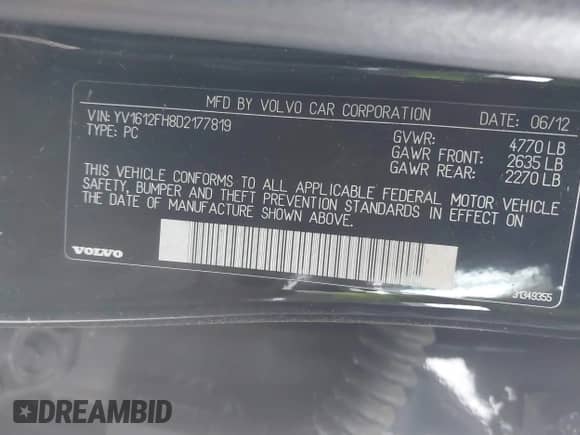 MFD BY VOLVO CAR CORPORATION DATE: 06/12
VIN: YV1612FH8D2177819 GVWR: 4770 LB
TYPE: PC GAWR FRONT: 2635 LB
GAWR REAR: 2270 LB
THIS VEHICLE CONFORMS TO ALL APPLICABLE FEDERAL MOTOR VEHICLE
SAFETY, BUMPER AND THEFT PREVENTION STANDARDS IN EFFECT ON
THE DATE OF MANUFACTURE SHOWN ABOVE.
VOLVO
31349355
DREAMBID